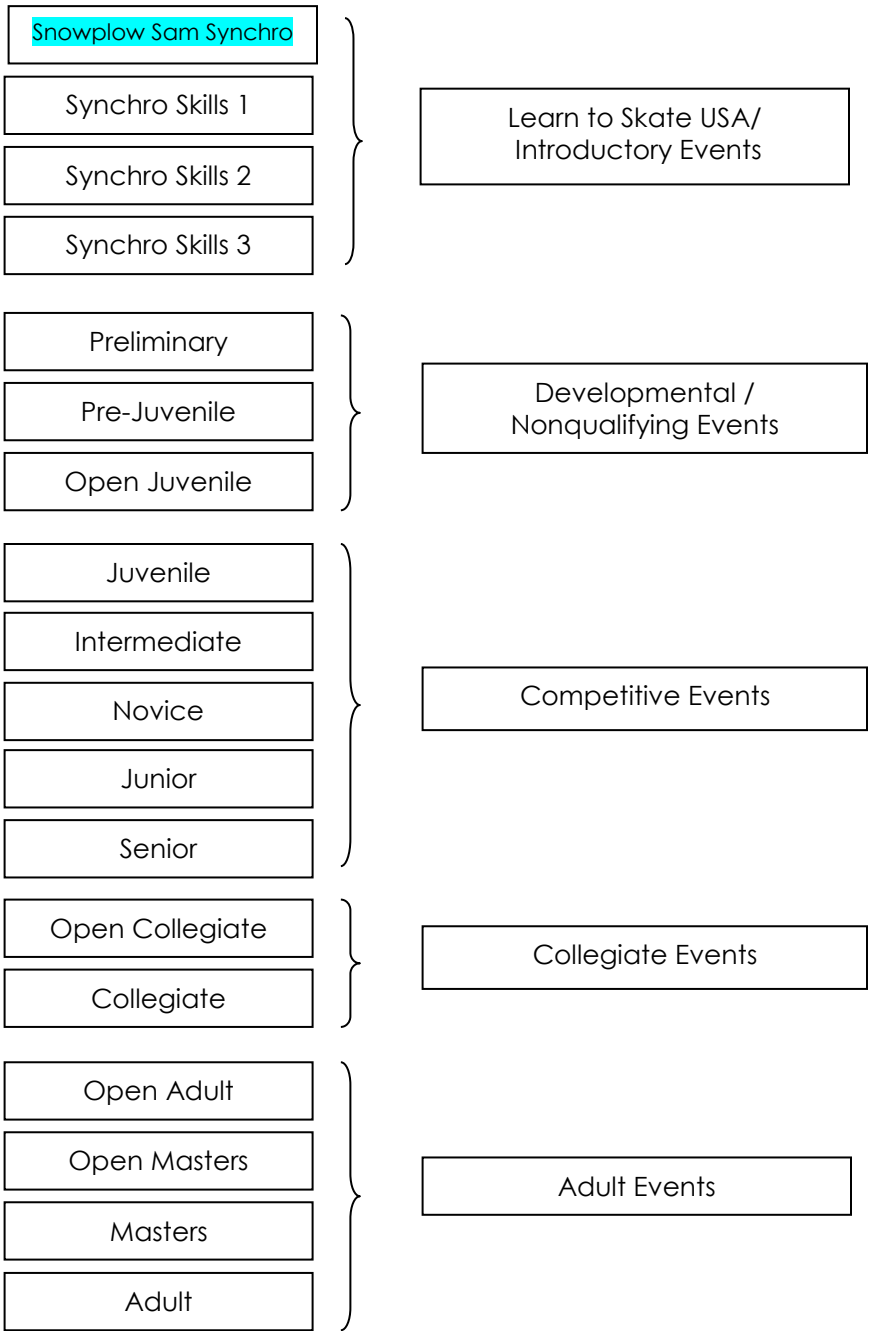 Snowplow Sam Synchro
Synchro Skills 1
Synchro Skills 2
Synchro Skills 3
Learn to Skate USA/
Introductory Events
Preliminary
Pre-Juvenile
Open Juvenile
Developmental /
Nonqualifying Events
Juvenile
Intermediate
Novice
Junior
Senior
Competitive Events
Open Collegiate
Collegiate
Collegiate Events
Open Adult
Open Masters
Masters
Adult
Adult Events